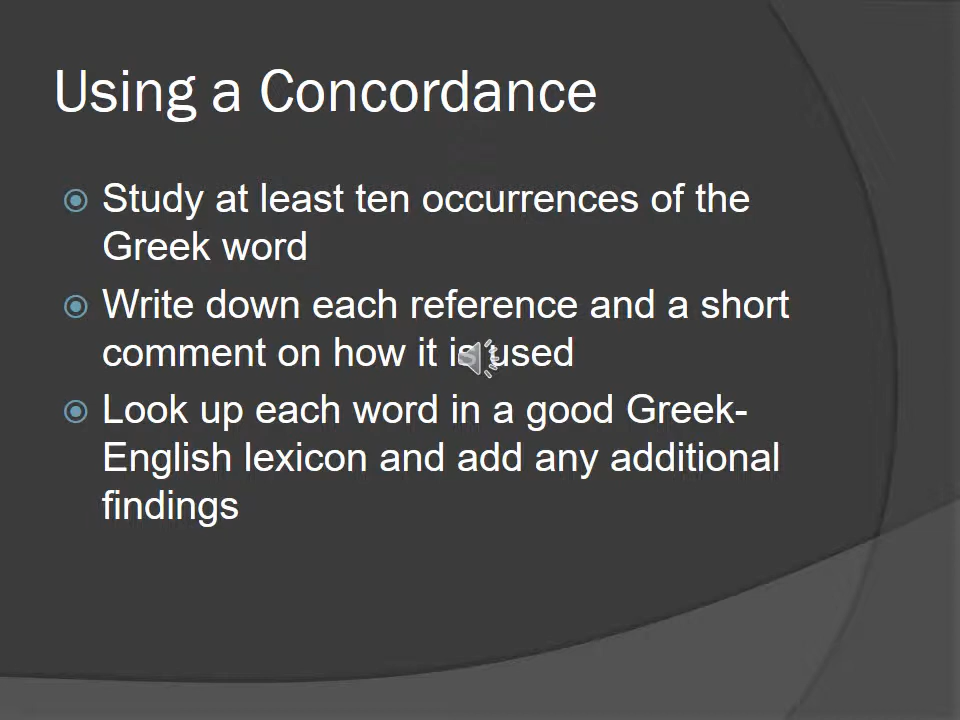 Using a Concordance
Study at least ten occurrences of the
Greek word
Write down each reference and a short
comment on how it is used
Look up each word in a good Greek-
English lexicon and add any additional
findings